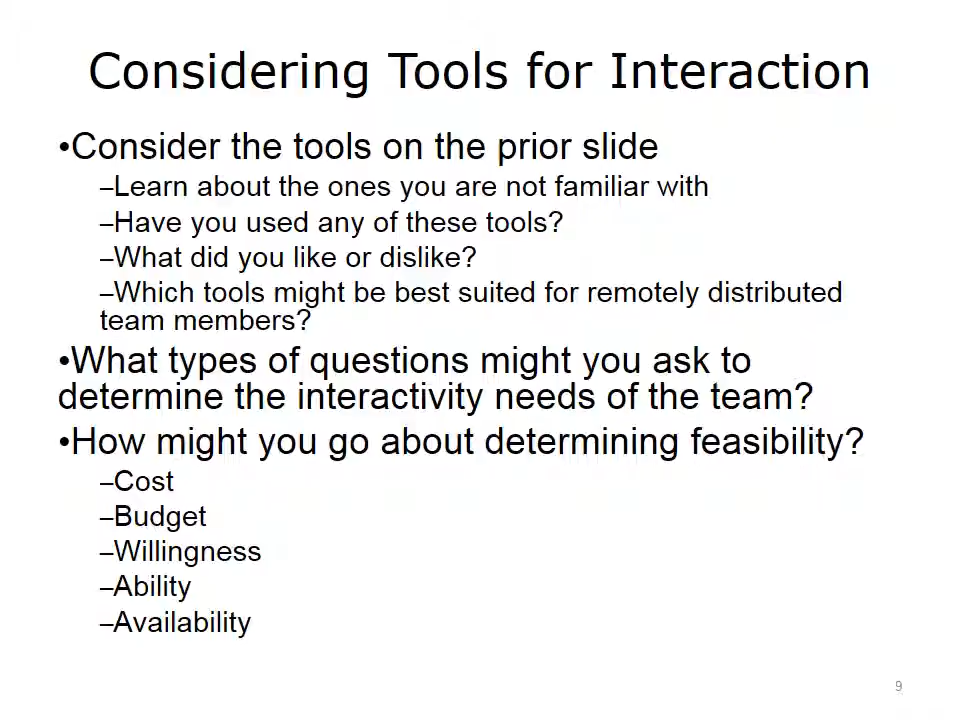 Considering Tools for Interaction
•Consider the tools on the prior slide
–Learn about the ones you are not familiar with
–Have you used any of these tools?
–What did you like or dislike?
–Which tools might be best suited for remotely distributed
team members?
•What types of questions might you ask to
determine the interactivity needs of the team?
•How might you go about determining feasibility?
–Cost
–Budget
–Willingness
–Ability
–Availability
9